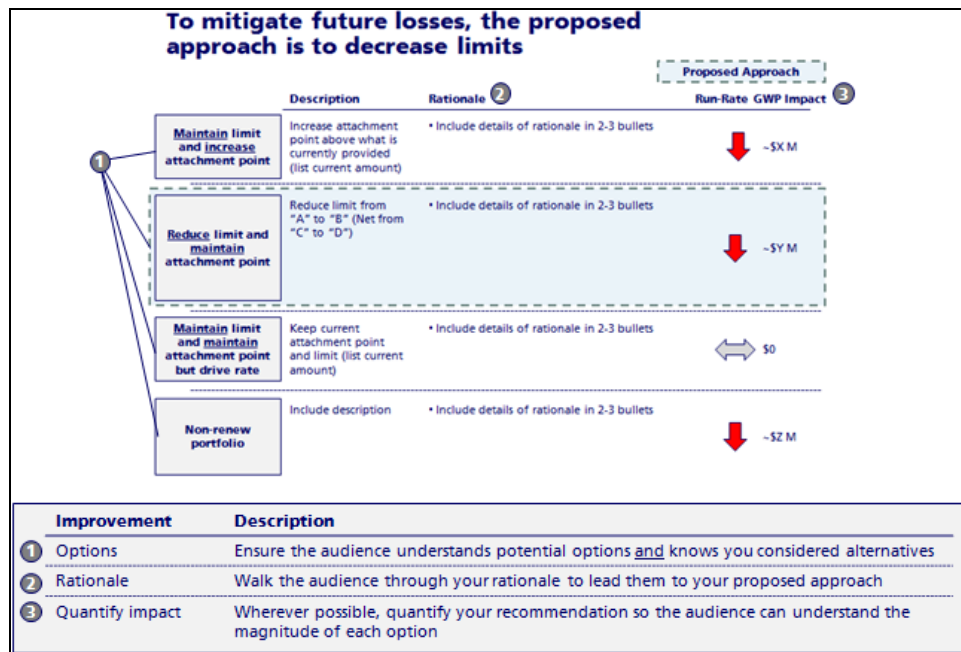 To mitigate future losses, the proposed
approach is to decrease limits
Proposed Approach
Description
Rationale 2
Run-Rate GWP Impact 3
1
Maintain limit
and increase
attachment point
Increase attachment
point above what is
currently provided
(list current amount)
• Include details of rationale in 2-3 bullets
~$X M
Reduce limit and
maintain
attachment point
Reduce limit from
"A" to "B" (Net from
"C" to "D")
• Include details of rationale in 2-3 bullets
~$Y M
Maintain limit
and maintain
attachment point
but drive rate
Keep current
attachment point
and limit (list current
amount)
• Include details of rationale in 2-3 bullets
$0
Non-renew
portfolio
Include description
• Include details of rationale in 2-3 bullets
~$Z M
Improvement Description
1 Options Ensure the audience understands potential options and knows you considered alternatives
2 Rationale Walk the audience through your rationale to lead them to your proposed approach
3 Quantify impact Wherever possible, quantify your recommendation so the audience can understand the
magnitude of each option